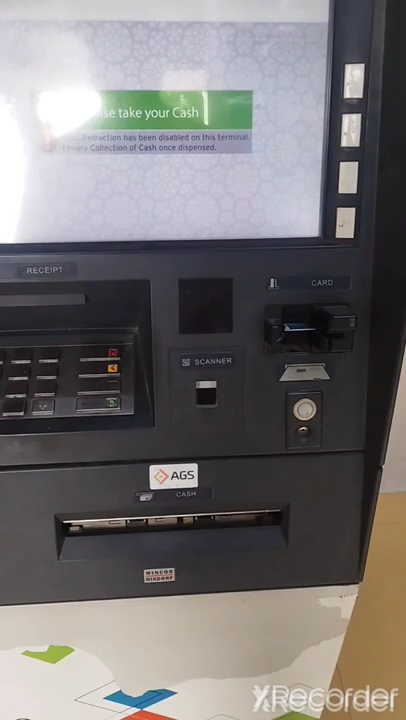 take your Cash
Retraction has been disabled on this terminal.
Ensure Collection of Cash once dispensed.
RECEIPT
CARD
SCANNER
AGS
CASH
WINCOR
NIXDORF
XRecorder